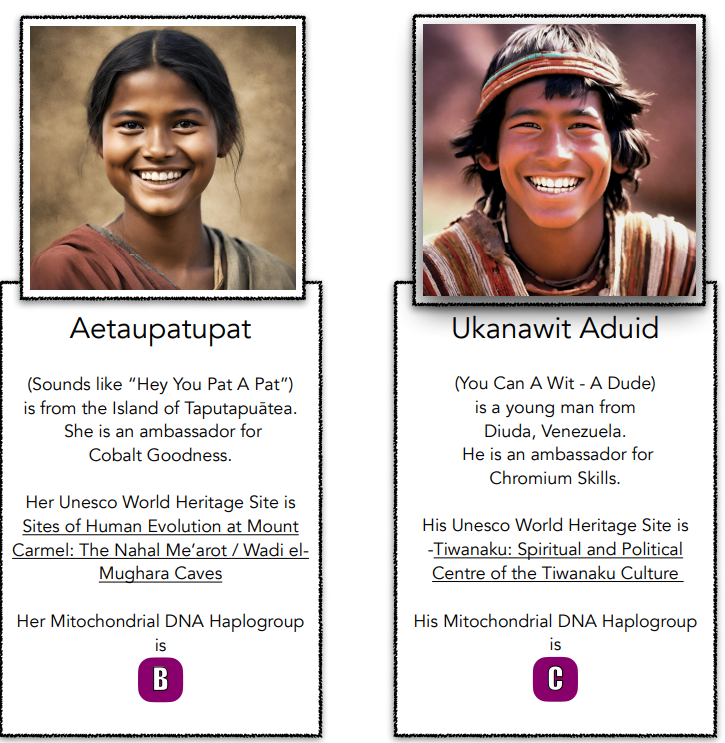 Aetaupatupat
(Sounds like “Hey You Pat A Pat”)
is from the Island of Taputapuātea.
She is an ambassador for
Cobalt Goodness.
Her Unesco World Heritage Site is
Sites of Human Evolution at Mount
Carmel: The Nahal Me’arot / Wadi el-
Mughara Caves
Her Mitochondrial DNA Haplogroup
is
B
Ukanawit Aduid
(You Can A Wit - A Dude)
is a young man from
Diuda, Venezuela.
He is an ambassador for
Chromium Skills.
His Unesco World Heritage Site is
-Tiwanaku: Spiritual and Political
Centre of the Tiwanaku Culture
His Mitochondrial DNA Haplogroup
is
C